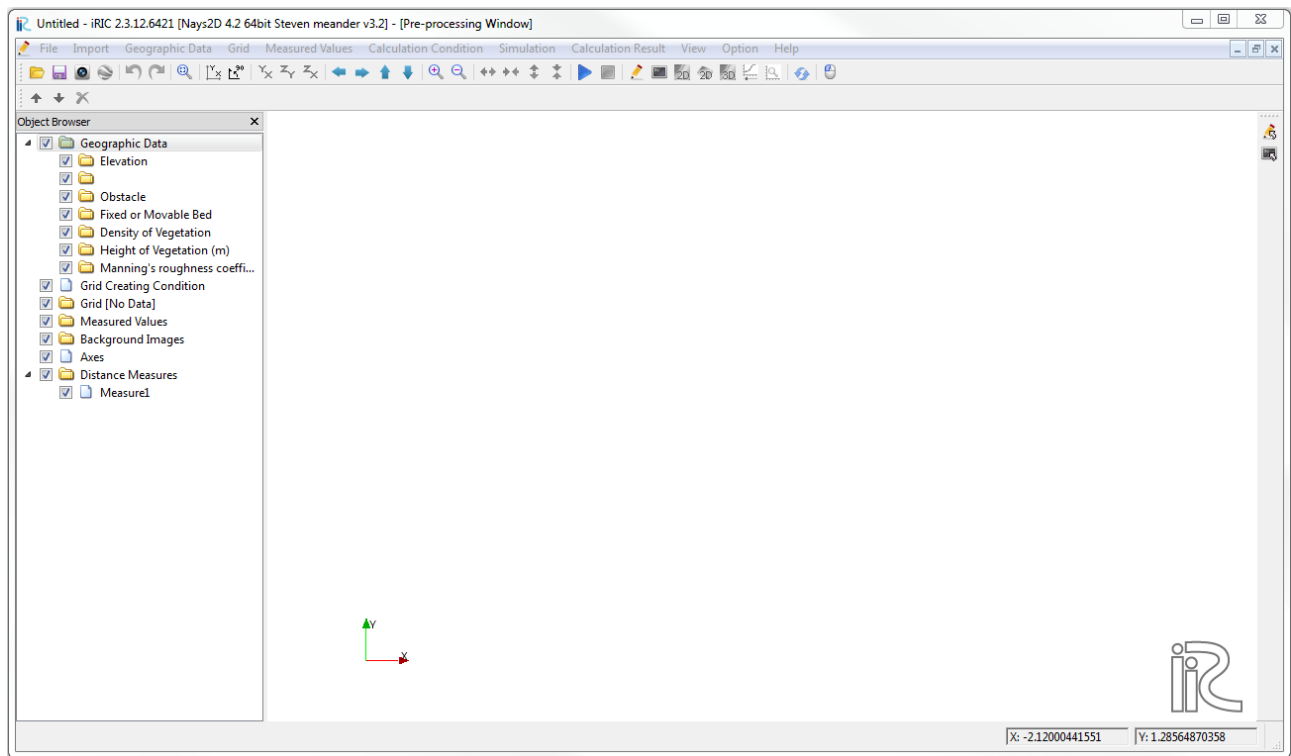 Untitled - iRIC 2.3.12.6421 [Nays2D 4.2 64bit Steven meander v3.2] - [Pre-processing Window]
File Import Geographic Data Grid Measured Values Calculation Condition Simulation Calculation Result View Option Help
Object Browser
Geographic Data
Elevation
Obstacle
Fixed or Movable Bed
Density of Vegetation
Height of Vegetation (m)
Manning's roughness coeffi...
Grid Creating Condition
Grid [No Data]
Measured Values
Background Images
Axes
Distance Measures
Measure1
Y
X
iRIC
X: -2.12000441551 Y: 1.28564870358